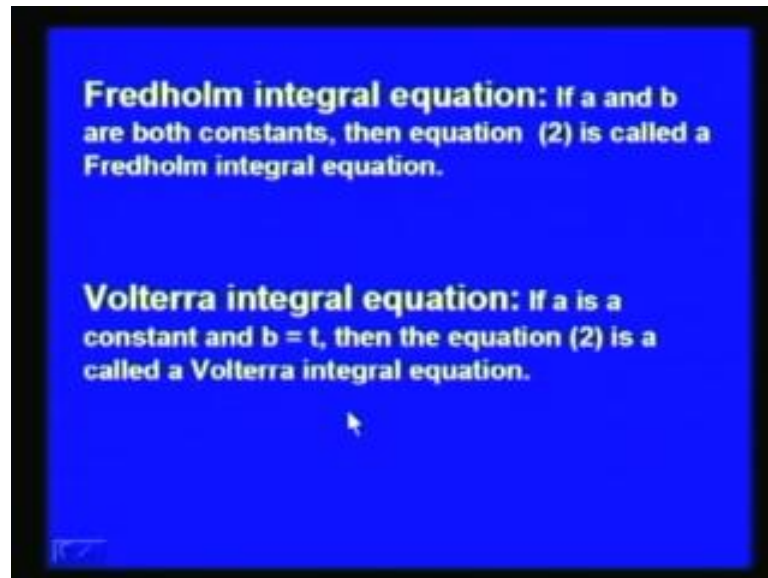 Fredholm integral equation: If a and b
are both constants, then equation (2) is called a
Fredholm integral equation.
Volterra integral equation: If a is a
constant and b = t, then the equation (2) is a
called a Volterra integral equation.